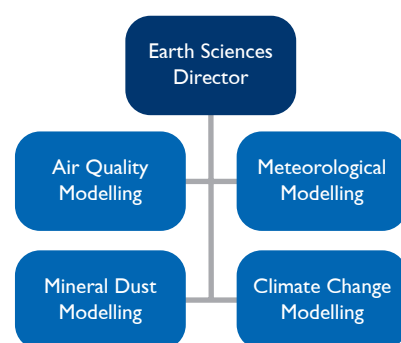 Earth Sciences
Director
Air Quality
Modelling
Meteorological
Modelling
Mineral Dust
Modelling
Climate Change
Modelling